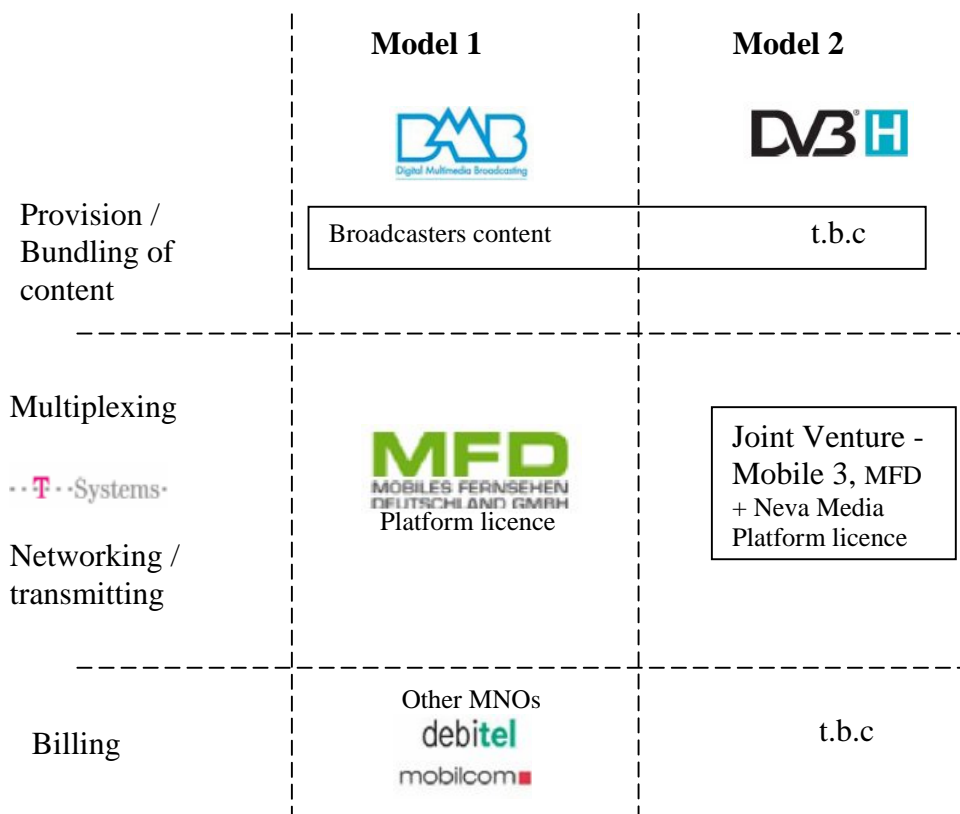 Model 1
Model 2
DMB
Digital Multimedia Broadcasting
DVB® H
Provision /
Bundling of
content
Broadcasters content
t.b.c
Multiplexing
··T··Systems·
Networking /
transmitting
MFD
MOBILES FERNSEHEN
DEUTSCHLAND GMBH
Platform licence
Joint Venture -
Mobile 3, MFD
+ Neva Media
Platform licence
Billing
Other MNOs
debitel
mobilcom
t.b.c